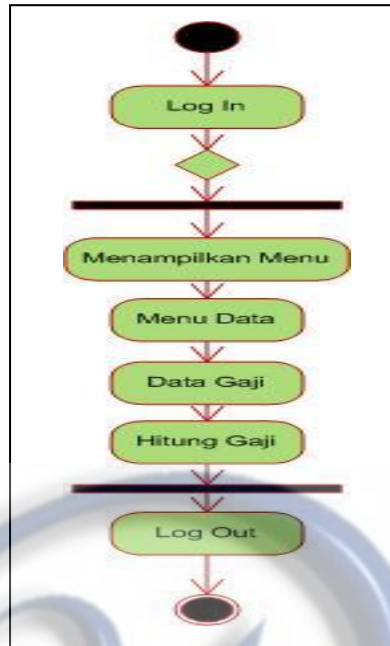 Log In
Menampilkan Menu
Menu Data
Data Gaji
Hitung Gaji
Log Out